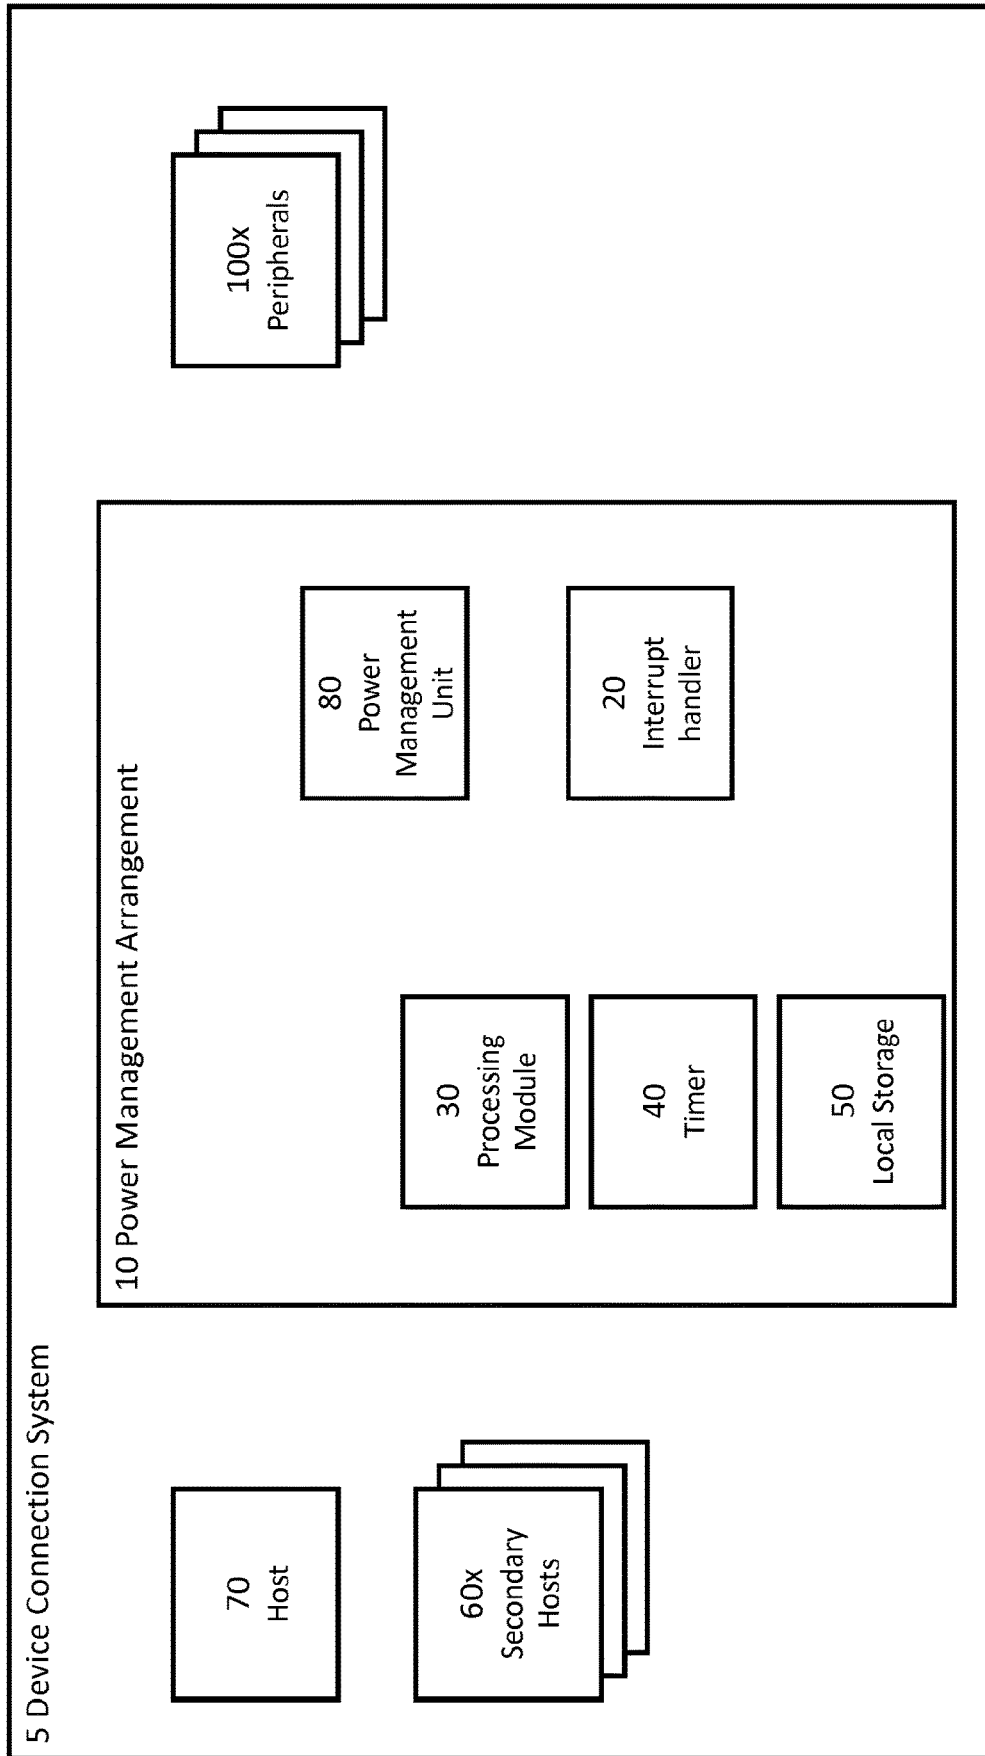 5 Device Connection System
70
Host
60x
Secondary
Hosts
10 Power Management Arrangement
30
Processing
Module
40
Timer
50
Local Storage
80
Power
Management
Unit
20
Interrupt
handler
100x
Peripherals